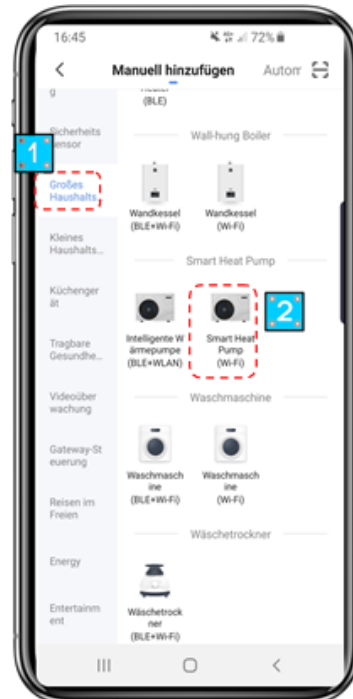 16:45
72%
Manuell hinzufügen
Autom
g
(BLE)
Sicherheits
sensor
1
Wall-hung Boiler
Großes
Haushalts..
Wandkessel
(BLE+Wi-Fi)
Wandkessel
(Wi-Fi)
Kleines
Haushalts...
Smart Heat Pump
Küchenger
ät
2
Intelligente W
ärmepumpe
(BLE+WLAN)
Smart Heat
Pump
(Wi-Fi)
Tragbare
Gesundhe...
Videoüber
wachung
Waschmaschine
Gateway-St
euerung
Waschmasch
ine
(BLE+Wi-Fi)
Waschmasch
ine
(Wi-Fi)
Reisen im
Freien
Wäschetrockner
Energy
Entertainm
ent
Wäschetrock
ner
(BLE+Wi-Fi)